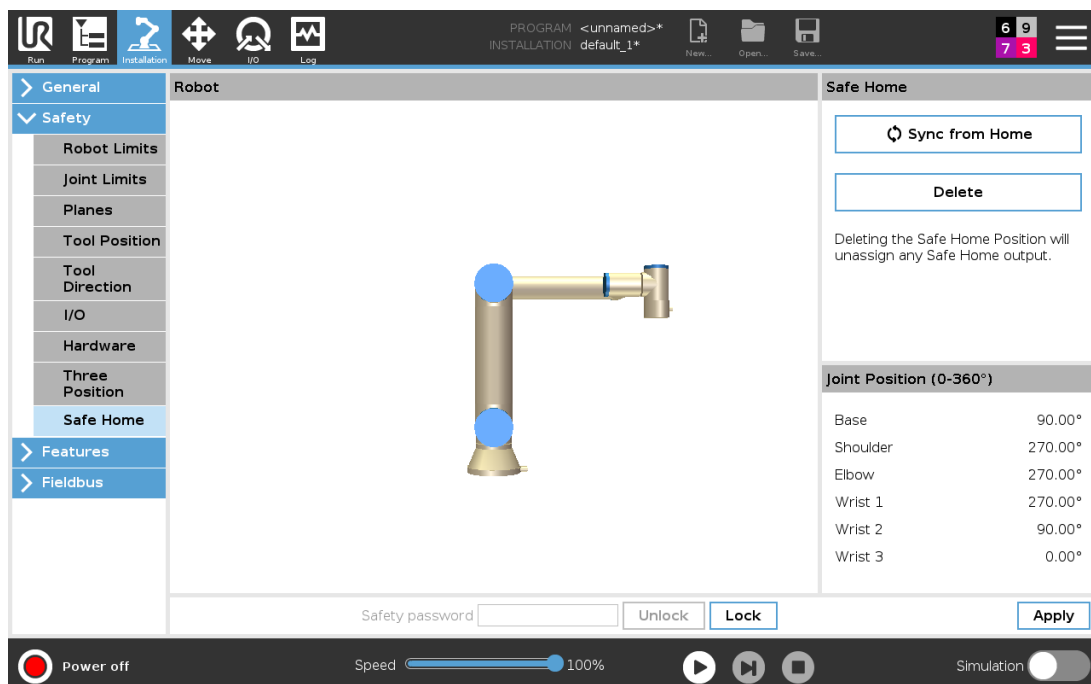 PROGRAM <unnamed>*
INSTALLATION default_1*
Run Program Installation Move I/O Log New... Open... Save...
6 9
7 3
General
Safety
Robot Limits
Joint Limits
Planes
Tool Position
Tool
Direction
I/O
Hardware
Three
Position
Safe Home
Features
Fieldbus
Robot
Safe Home
Sync from Home
Delete
Deleting the Safe Home Position will
unassign any Safe Home output.
Joint Position (0-360°)
Base 90.00°
Shoulder 270.00°
Elbow 270.00°
Wrist 1 270.00°
Wrist 2 90.00°
Wrist 3 0.00°
Safety password Unlock Lock Apply
Power off Speed 100% Simulation